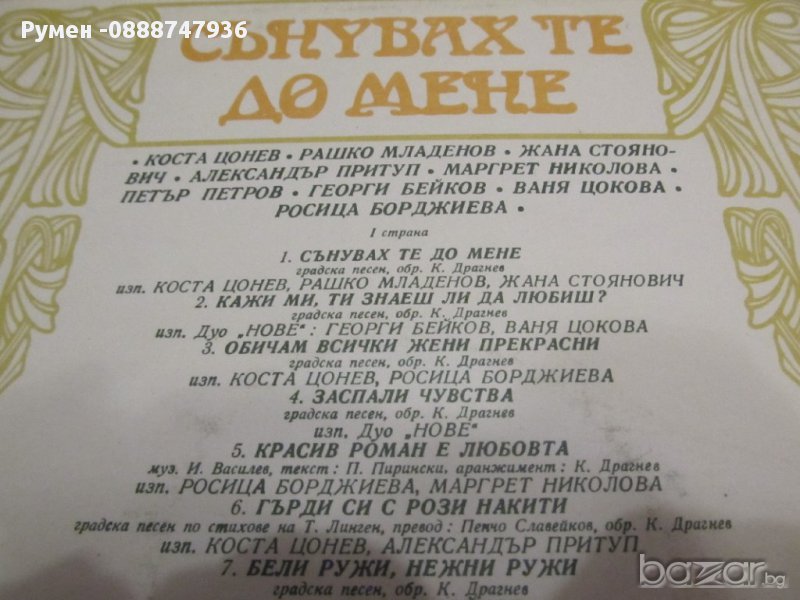 Румен -0888747936
СЪНУВАХ ТЕ
ДО МЕНЕ
• КОСТА ЦОНЕВ • РАШКО МЛАДЕНОВ • ЖАНА СТОЯНО-
ВИЧ • АЛЕКСАНДЪР ПРИТУП • МАРГРЕТ НИКОЛОВА •
ПЕТЪР ПЕТРОВ • ГЕОРГИ БЕЙКОВ • ВАНЯ ЦОКОВА •
РОСИЦА БОРДЖИЕВА •
I страна
1. СЪНУВАХ ТЕ ДО МЕНЕ
градска песен, обр. К. Драгнев
изп. КОСТА ЦОНЕВ, РАШКО МЛАДЕНОВ, ЖАНА СТОЯНОВИЧ
2. КАЖИ МИ, ТИ ЗНАЕШ ЛИ ДА ЛЮБИШ?
градска песен, обр. К. Драгнев
изп. Дуо „НОВЕ" : ГЕОРГИ БЕЙКОВ, ВАНЯ ЦОКОВА
3. ОБИЧАМ ВСИЧКИ ЖЕНИ ПРЕКРАСНИ
градска песен, обр. К. Драгнев
изп. КОСТА ЦОНЕВ, РОСИЦА БОРДЖИЕВА
4. ЗАСПАЛИ ЧУВСТВА
градска песен, обр. К. Драгнев
изп. Дуо „НОВЕ"
5. КРАСИВ РОМАН Е ЛЮБОВТА
муз. И. Василев, текст : П. Пирински, аранжимент : К. Драгнев
изп. РОСИЦА БОРДЖИЕВА, МАРГРЕТ НИКОЛОВА
6. ГЪРДИ СИ С РОЗИ НАКИТИ
градска песен по стихове на Т. Линген, превод : Пенчо Славейков, обр. К. Драгнев
изп. КОСТА ЦОНЕВ, АЛЕКСАНДЪР ПРИТУП
7. БЕЛИ РУЖИ, НЕЖНИ РУЖИ
градска песен, обр. К. Драгнев
bazar.bg